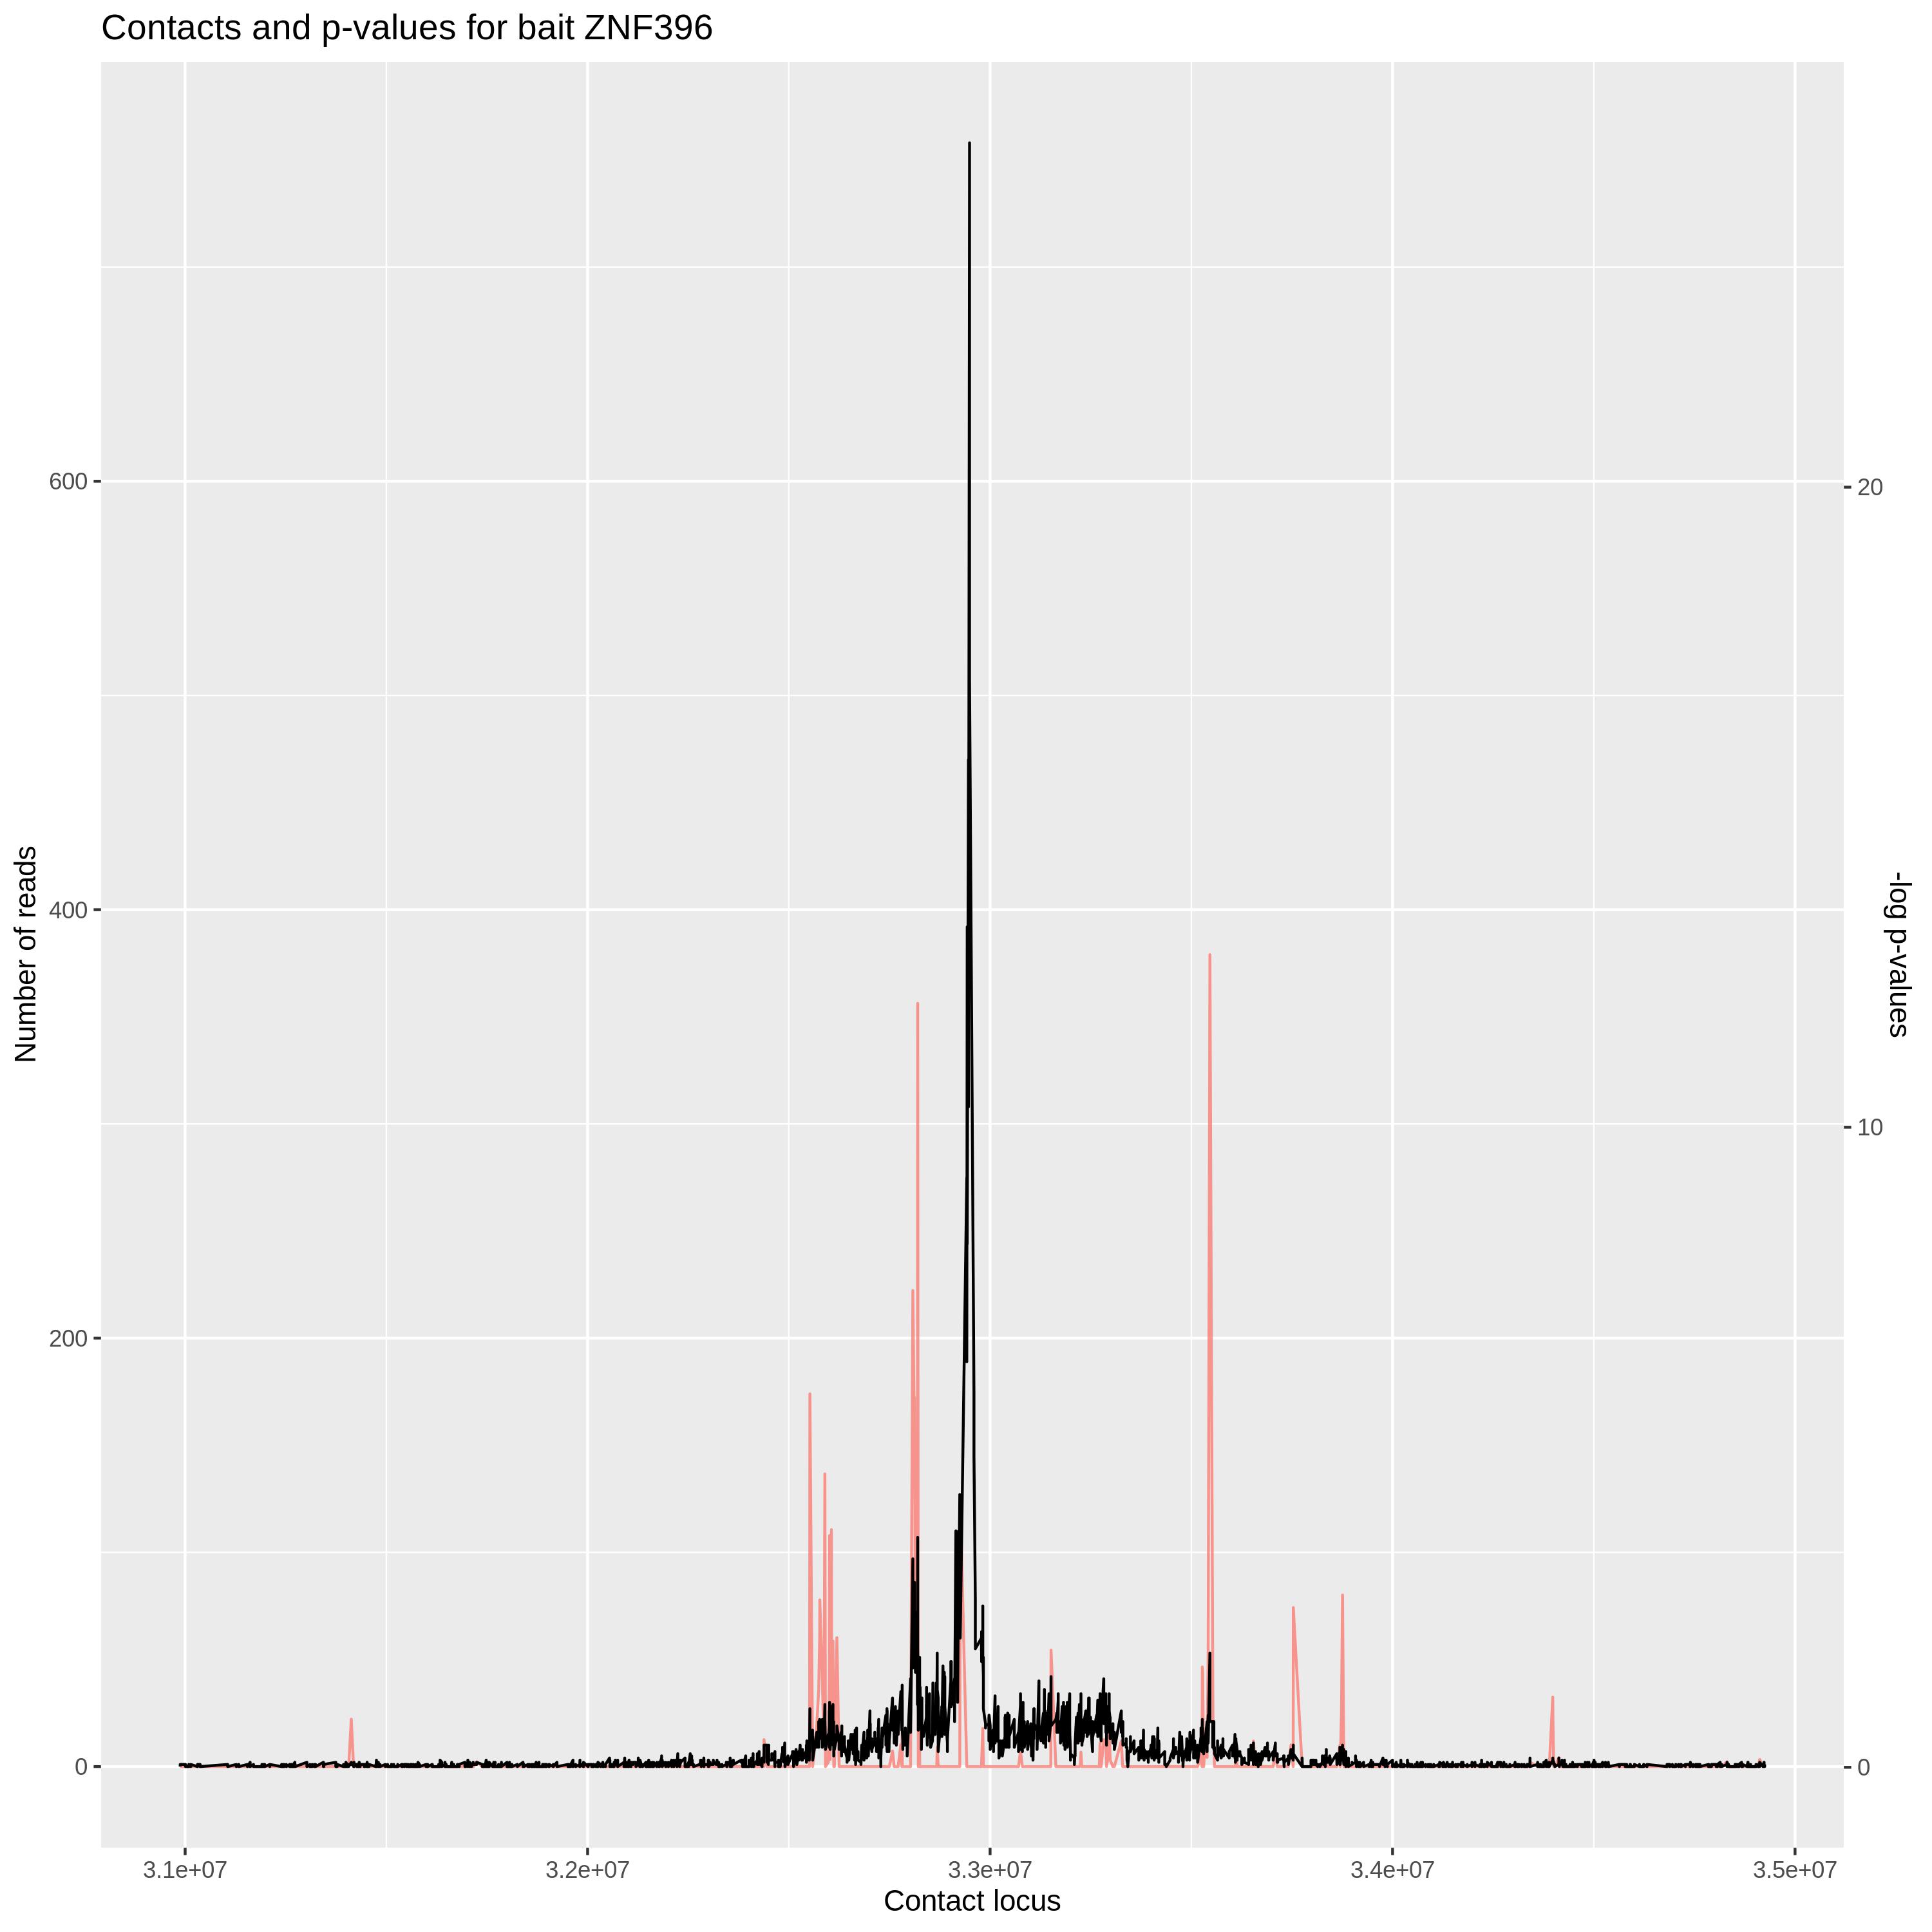 Contacts and p-values for bait ZNF396
Number of reads
600
400
200
0
20
10
0
-log p-values
3.1e+07 3.2e+07 3.3e+07 3.4e+07 3.5e+07
Contact locus